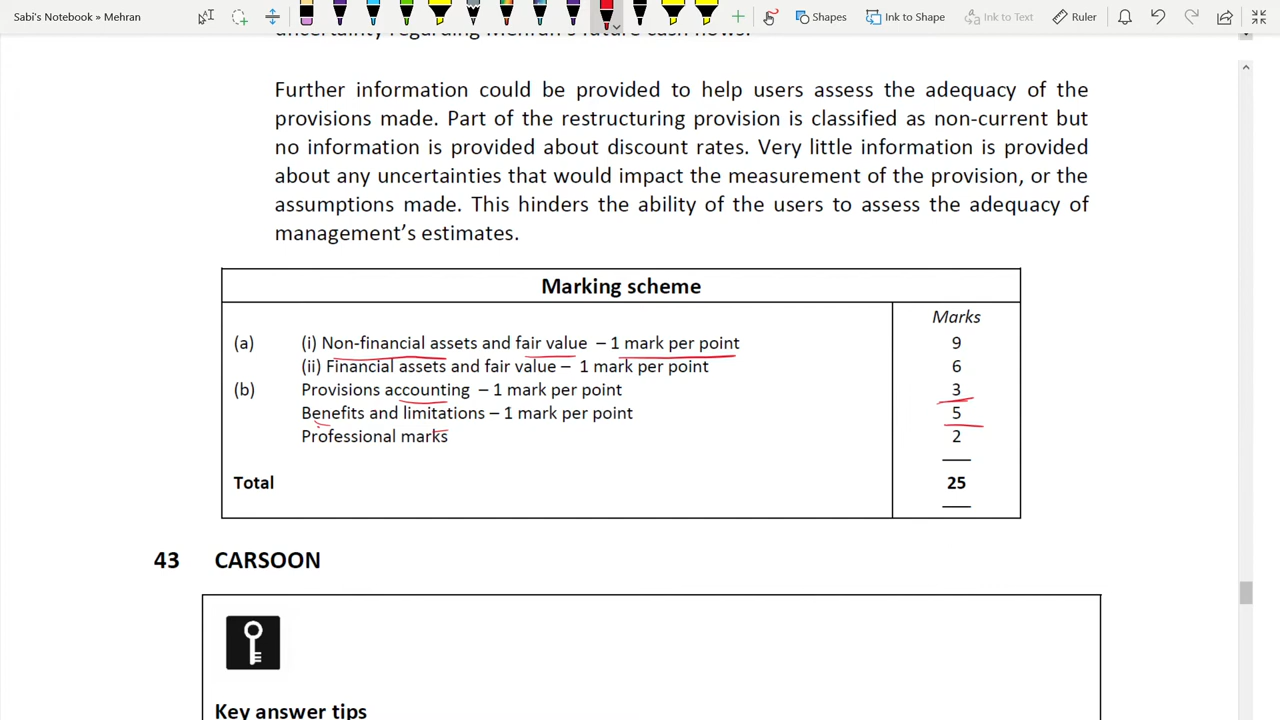 Sabi's Notebook » Mehran
Shapes
Ink to Shape
Ink to Text
Ruler
uncertainty regarding Mehran's future cash flows.
Further information could be provided to help users assess the adequacy of the
provisions made. Part of the restructuring provision is classified as non-current but
no information is provided about discount rates. Very little information is provided
about any uncertainties that would impact the measurement of the provision, or the
assumptions made. This hinders the ability of the users to assess the adequacy of
management's estimates.
Marking scheme
Marks
(a) (i) Non-financial assets and fair value – 1 mark per point 9
(ii) Financial assets and fair value – 1 mark per point 6
(b) Provisions accounting – 1 mark per point 3
Benefits and limitations – 1 mark per point 5
Professional marks 2
Total 25
43 CARSOON
Key answer tips